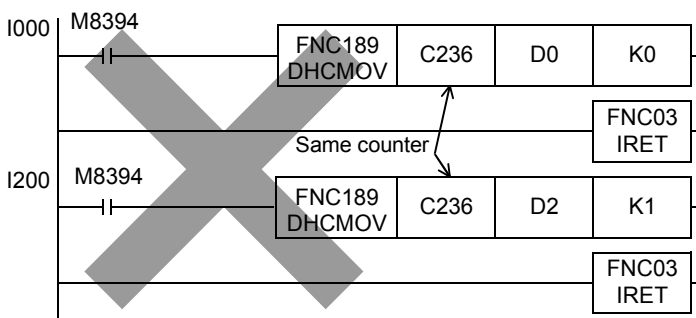 I000
M8394
FNC189
DHCMOV
C236
D0
K0
FNC03
IRET
Same counter
I200
M8394
FNC189
DHCMOV
C236
D2
K1
FNC03
IRET